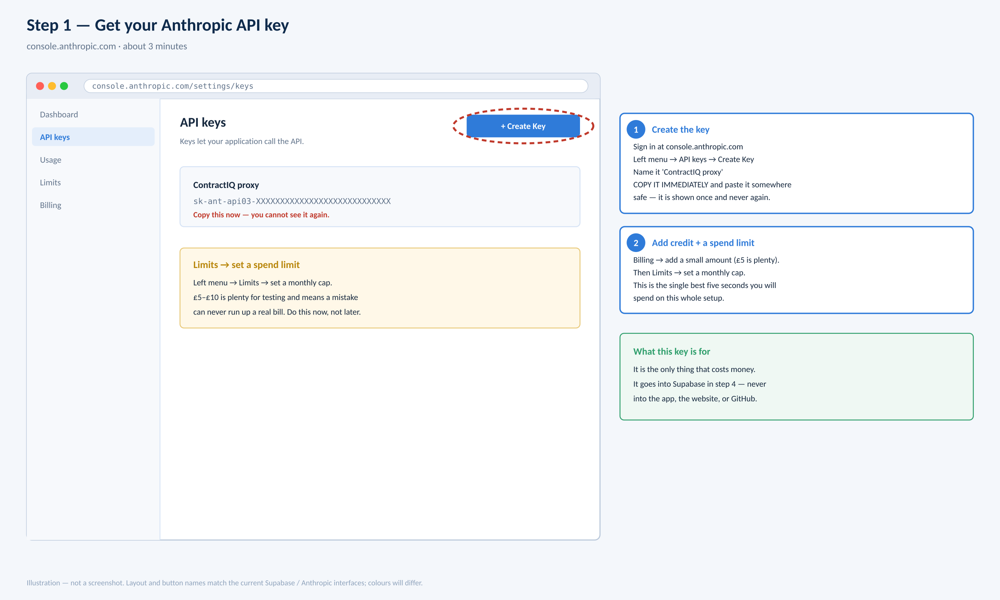 Step 1 — Get your Anthropic API key
console.anthropic.com · about 3 minutes
console.anthropic.com/settings/keys
Dashboard
API keys
Usage
Limits
Billing
API keys
Keys let your application call the API.
+ Create Key
ContractIQ proxy
sk-ant-api03-XXXXXXXXXXXXXXXXXXXXXXXXXXXX
Copy this now — you cannot see it again.
Limits → set a spend limit
Left menu → Limits → set a monthly cap.
£5–£10 is plenty for testing and means a mistake
can never run up a real bill. Do this now, not later.
1 Create the key
Sign in at console.anthropic.com
Left menu → API keys → Create Key
Name it 'ContractIQ proxy'
COPY IT IMMEDIATELY and paste it somewhere
safe — it is shown once and never again.
2 Add credit + a spend limit
Billing → add a small amount (£5 is plenty).
Then Limits → set a monthly cap.
This is the single best five seconds you will
spend on this whole setup.
What this key is for
It is the only thing that costs money.
It goes into Supabase in step 4 — never
into the app, the website, or GitHub.
Illustration — not a screenshot. Layout and button names match the current Supabase / Anthropic interfaces; colours will differ.